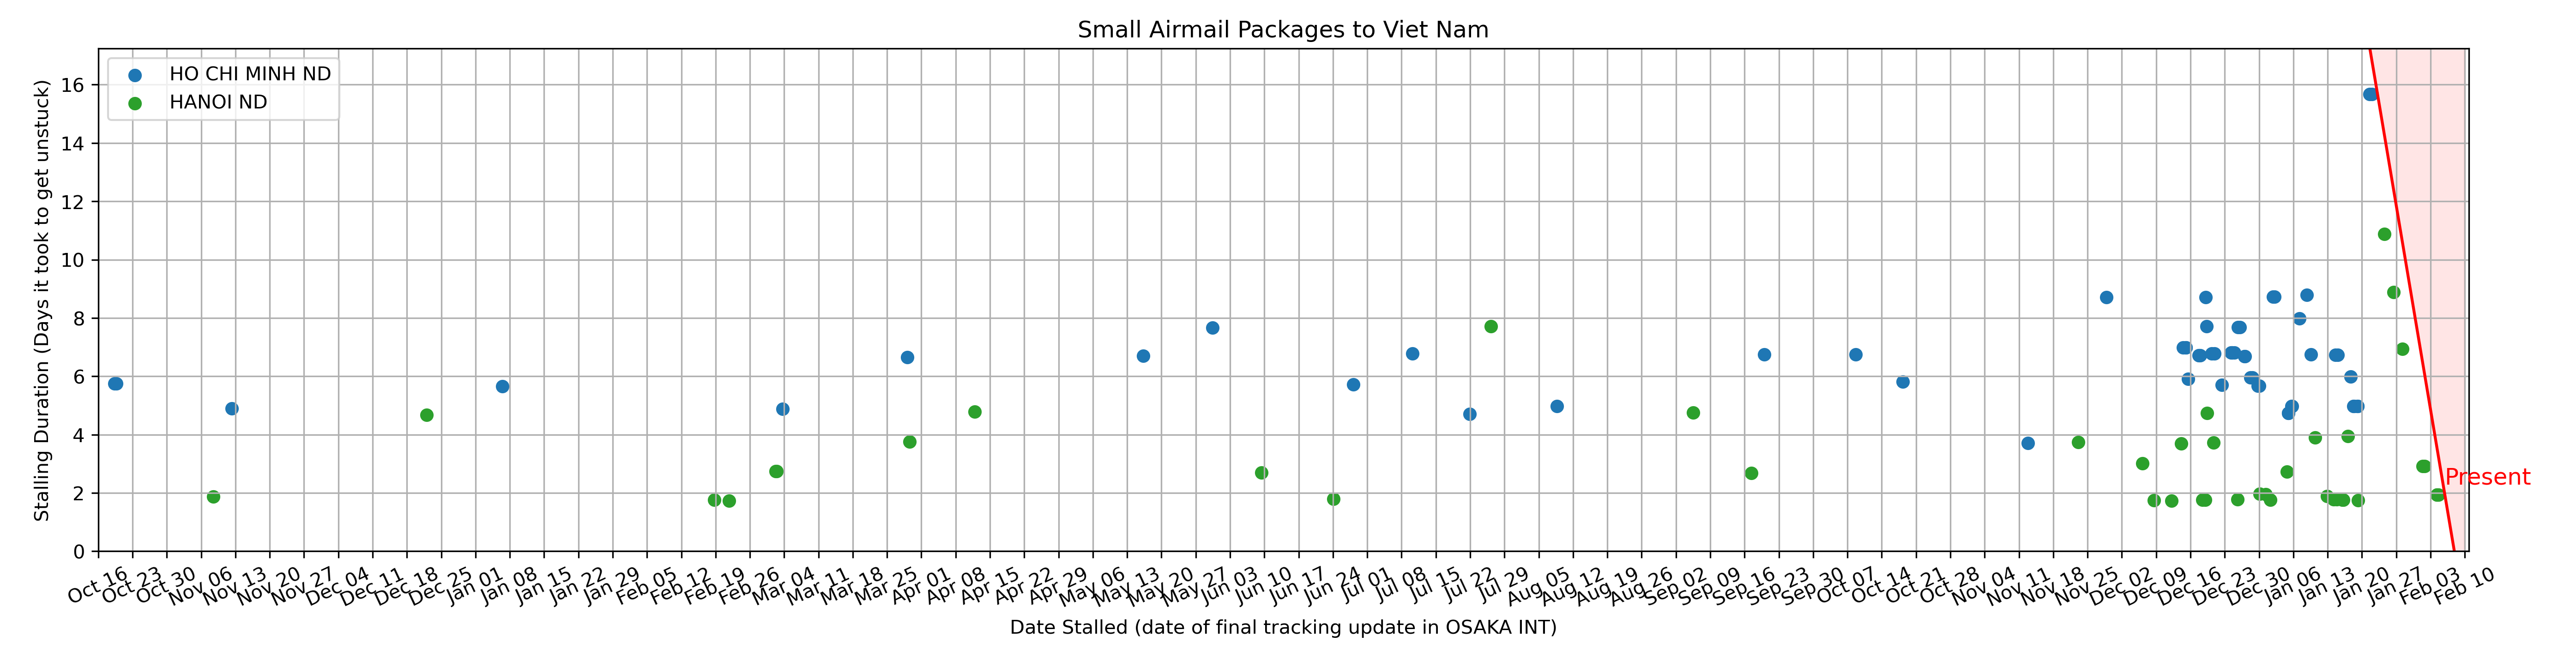 Small Airmail Packages to Viet Nam
HO CHI MINH ND
HANOI ND
Stalling Duration (Days it took to get unstuck)
16
14
12
10
8
6
4
2
0
Present
Oct 16
Oct 23
Oct 30
Nov 06
Nov 13
Nov 20
Nov 27
Dec 04
Dec 11
Dec 18
Dec 25
Jan 01
Jan 08
Jan 15
Jan 22
Jan 29
Feb 05
Feb 12
Feb 19
Feb 26
Mar 04
Mar 11
Mar 18
Mar 25
Apr 01
Apr 08
Apr 15
Apr 22
Apr 29
May 06
May 13
May 20
May 27
Jun 03
Jun 10
Jun 17
Jun 24
Jul 01
Jul 08
Jul 15
Jul 22
Jul 29
Aug 05
Aug 12
Aug 19
Aug 26
Sep 02
Sep 09
Sep 16
Sep 23
Sep 30
Oct 07
Oct 14
Oct 21
Oct 28
Nov 04
Nov 11
Nov 18
Nov 25
Dec 02
Dec 09
Dec 16
Dec 23
Dec 30
Jan 06
Jan 13
Jan 20
Jan 27
Feb 03
Feb 10
Date Stalled (date of final tracking update in OSAKA INT)